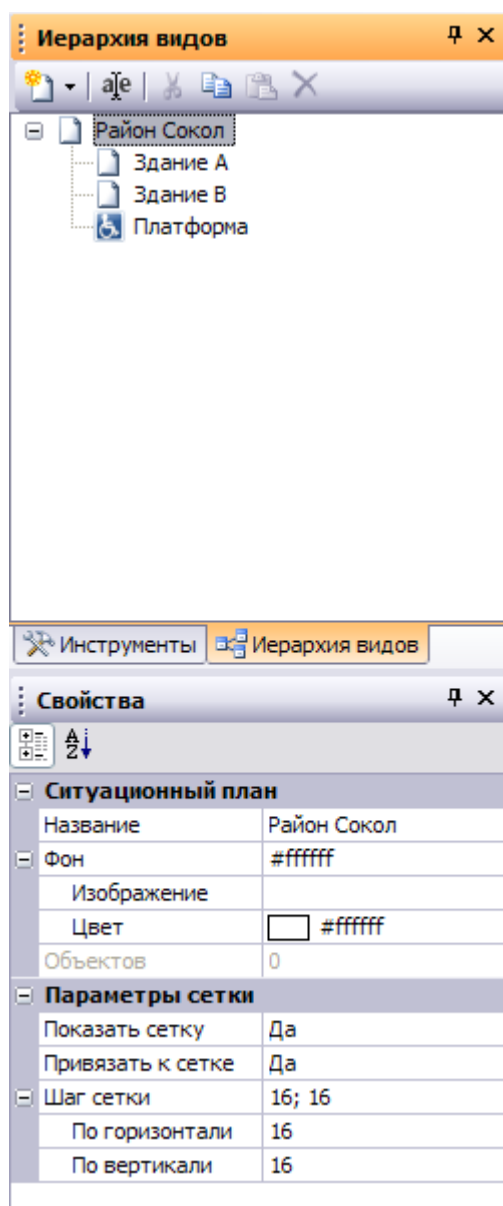 Иерархия видов
a e
Район Сокол
Здание А
Здание В
Платформа
Инструменты Иерархия видов
Свойства
A Z
Ситуационный план
Название Район Сокол
Фон #ffffff
Изображение
Цвет #ffffff
Объектов 0
Параметры сетки
Показать сетку Да
Привязать к сетке Да
Шаг сетки 16; 16
По горизонтали 16
По вертикали 16